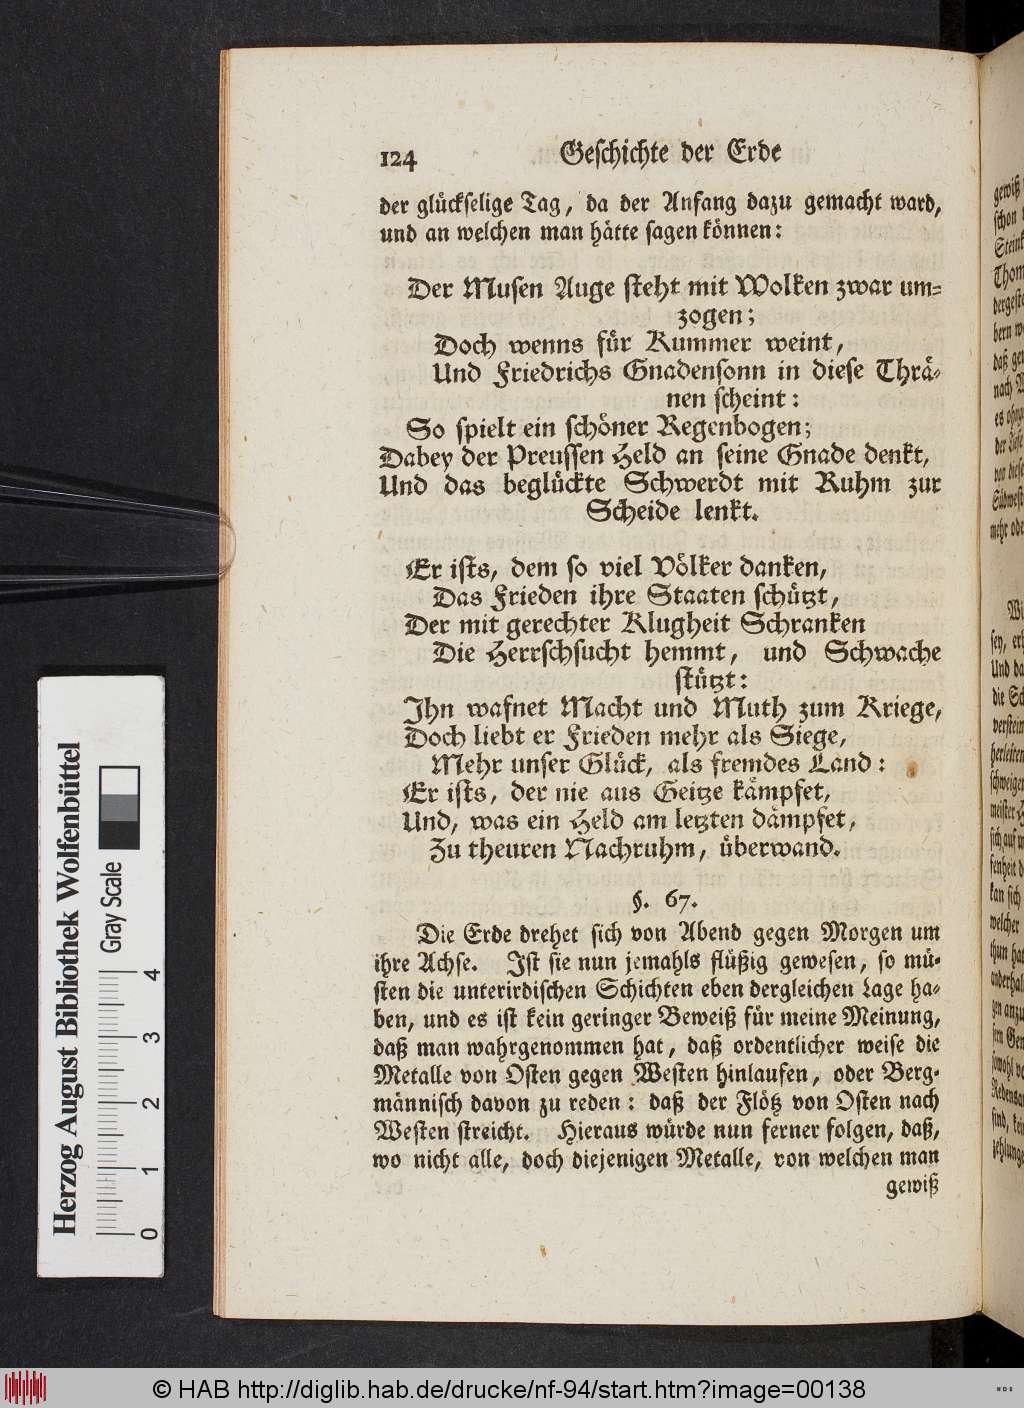 124 Geschichte der Erde
der glückselige Tag, da der Anfang dazu gemacht ward,
und an welchen man hätte sagen können:
Der Musen Auge steht mit Wolken zwar um-
zogen;
Doch wenns für Kummer weint,
Und Friedrichs Gnadensonn in diese Thrä-
nen scheint:
So spielt ein schöner Regenbogen;
Dabey der Preussen Held an seine Gnade denkt,
Und das beglückte Schwerdt mit Ruhm zur
Scheide lenkt.
Er ists, dem so viel Völker danken,
Das Frieden ihre Staaten schützt,
Der mit gerechter Klugheit Schranken
Die Herrschsucht hemmt, und Schwache
stützt:
Ihn wafnet Macht und Muth zum Kriege,
Doch liebt er Frieden mehr als Siege,
Mehr unser Glück, als fremdes Land:
Er ists, der nie aus Geitze kämpfet,
Und, was ein Held am letzten dämpfet,
Zu theuren Nachruhm, überwand.
§. 67.
Die Erde drehet sich von Abend gegen Morgen um
ihre Achse. Ist sie nun jemahls flüßig gewesen, so mü-
sten die unterirdischen Schichten eben dergleichen Lage ha-
ben, und es ist kein geringer Beweiß für meine Meinung,
daß man wahrgenommen hat, daß ordentlicher weise die
Metalle von Osten gegen Westen hinlaufen, oder Berg-
männisch davon zu reden: daß der Flötz von Osten nach
Westen streicht. Hieraus würde nun ferner folgen, daß,
wo nicht alle, doch diejenigen Metalle, von welchen man
gewiß
Herzog August Bibliothek Wolfenbüttel
Gray Scale
0 1 2 3 4
© HAB http://diglib.hab.de/drucke/nf-94/start.htm?image=00138